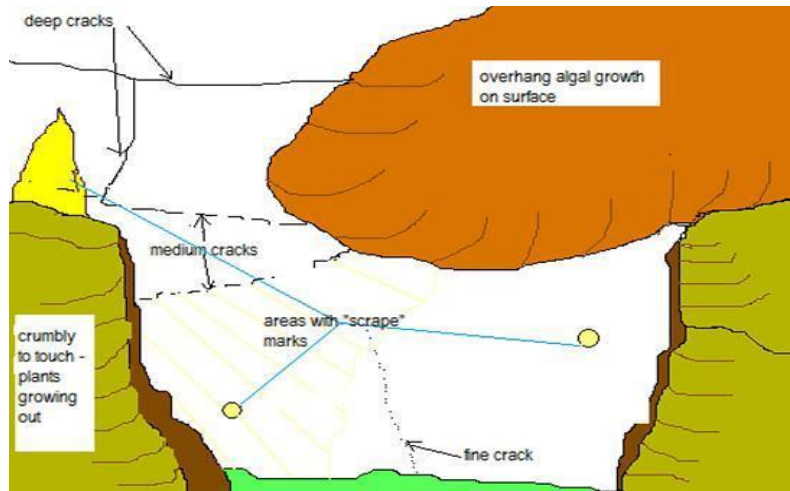 deep cracks
overhang algal growth
on surface
medium cracks
areas with "scrape"
marks
crumbly
to touch -
plants
growing
out
fine crack